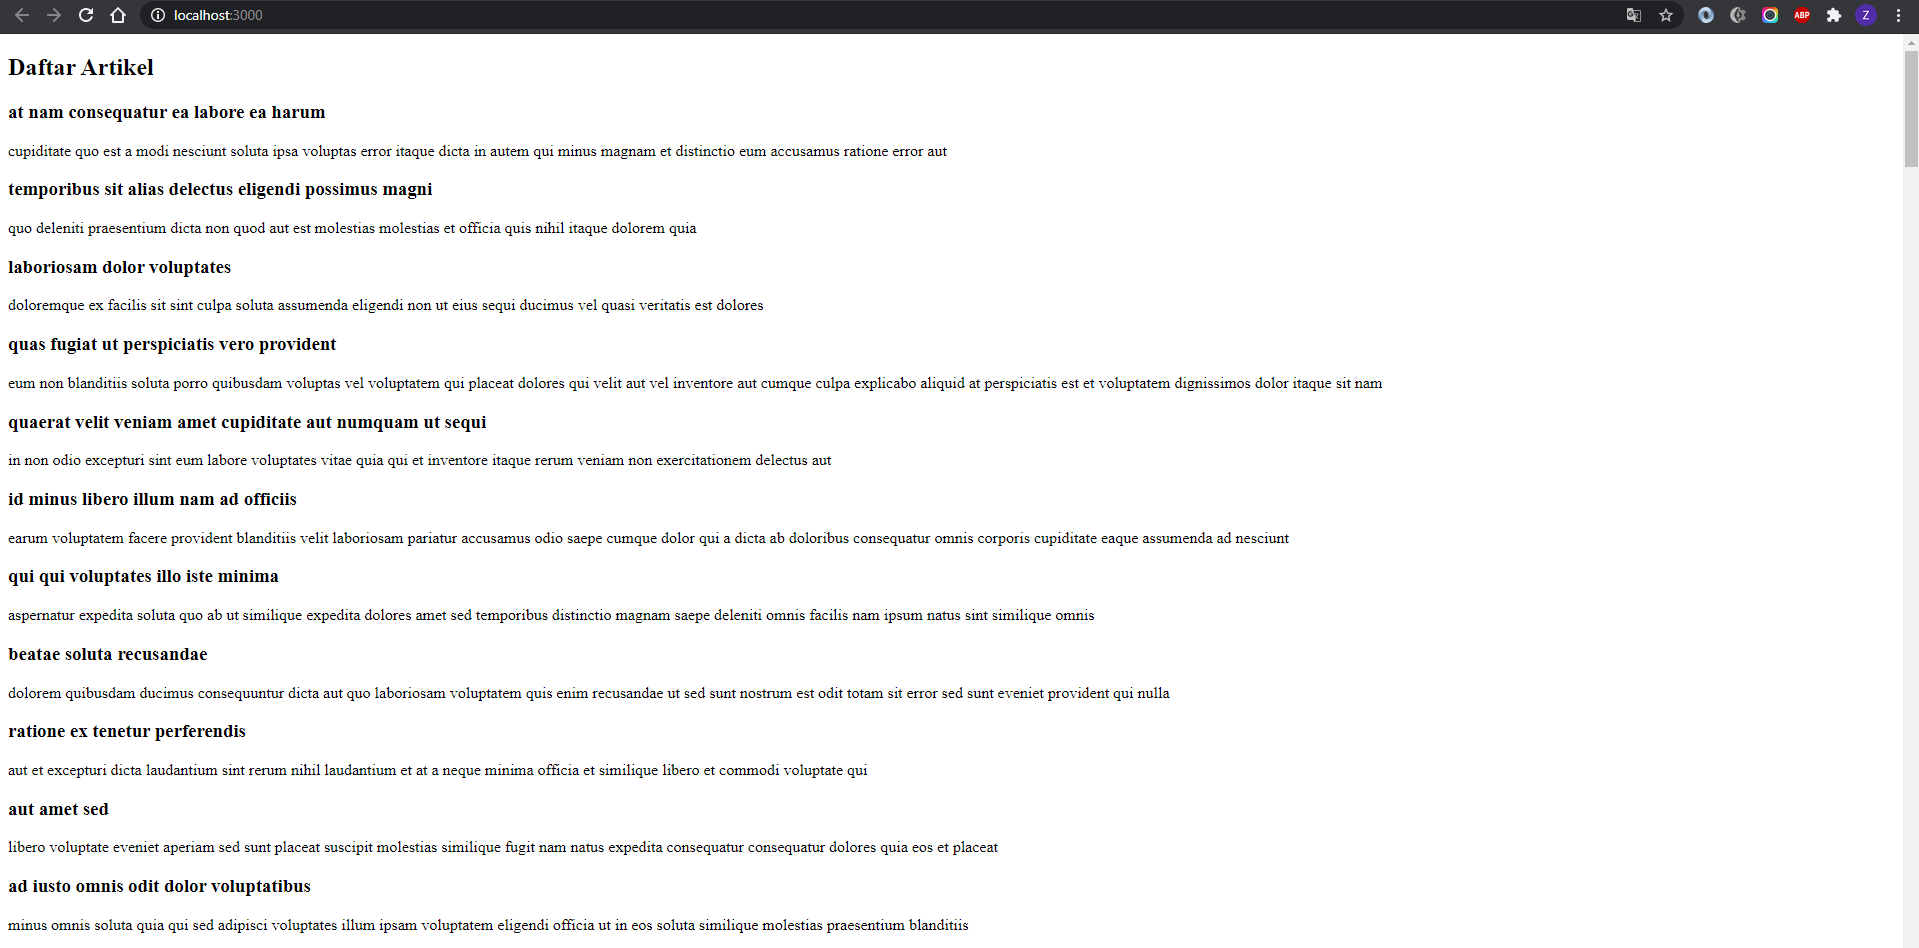 localhost:3000
ABP
Z
Daftar Artikel
at nam consequatur ea labore ea harum
cupiditate quo est a modi nesciunt soluta ipsa voluptas error itaque dicta in autem qui minus magnam et distinctio eum accusamus ratione error aut
temporibus sit alias delectus eligendi possimus magni
quo deleniti praesentium dicta non quod aut est molestias molestias et officia quis nihil itaque dolorem quia
laboriosam dolor voluptates
doloremque ex facilis sit sint culpa soluta assumenda eligendi non ut eius sequi ducimus vel quasi veritatis est dolores
quas fugiat ut perspiciatis vero provident
eum non blanditiis soluta porro quibusdam voluptas vel voluptatem qui placeat dolores qui velit aut vel inventore aut cumque culpa explicabo aliquid at perspiciatis est et voluptatem dignissimos dolor itaque sit nam
quaerat velit veniam amet cupiditate aut numquam ut sequi
in non odio excepturi sint eum labore voluptates vitae quia qui et inventore itaque rerum veniam non exercitationem delectus aut
id minus libero illum nam ad officiis
earum voluptatem facere provident blanditiis velit laboriosam pariatur accusamus odio saepe cumque dolor qui a dicta ab doloribus consequatur omnis corporis cupiditate eaque assumenda ad nesciunt
qui qui voluptates illo iste minima
aspernatur expedita soluta quo ab ut similique expedita dolores amet sed temporibus distinctio magnam saepe deleniti omnis facilis nam ipsum natus sint similique omnis
beatae soluta recusandae
dolorem quibusdam ducimus consequuntur dicta aut quo laboriosam voluptatem quis enim recusandae ut sed sunt nostrum est odit totam sit error sed sunt eveniet provident qui nulla
ratione ex tenetur perferendis
aut et excepturi dicta laudantium sint rerum nihil laudantium et at a neque minima officia et similique libero et commodi voluptate qui
aut amet sed
libero voluptate eveniet aperiam sed sunt placeat suscipit molestias similique fugit nam natus expedita consequatur consequatur dolores quia eos et placeat
ad iusto omnis odit dolor voluptatibus
minus omnis soluta quia qui sed adipisci voluptates illum ipsam voluptatem eligendi officia ut in eos soluta similique molestias praesentium blanditiis